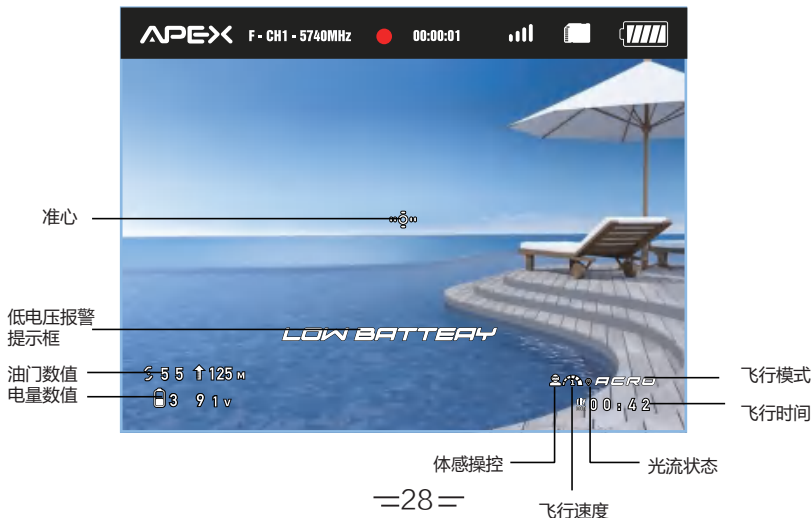 APEX F - CH1 - 5740MHz 00:00:01
准心
低电压报警
提示框
LOW BATTERY
油门数值
55 125 M
电量数值
3 91 V
ACRO
飞行模式
00:42
飞行时间
体感操控
光流状态
飞行速度
28